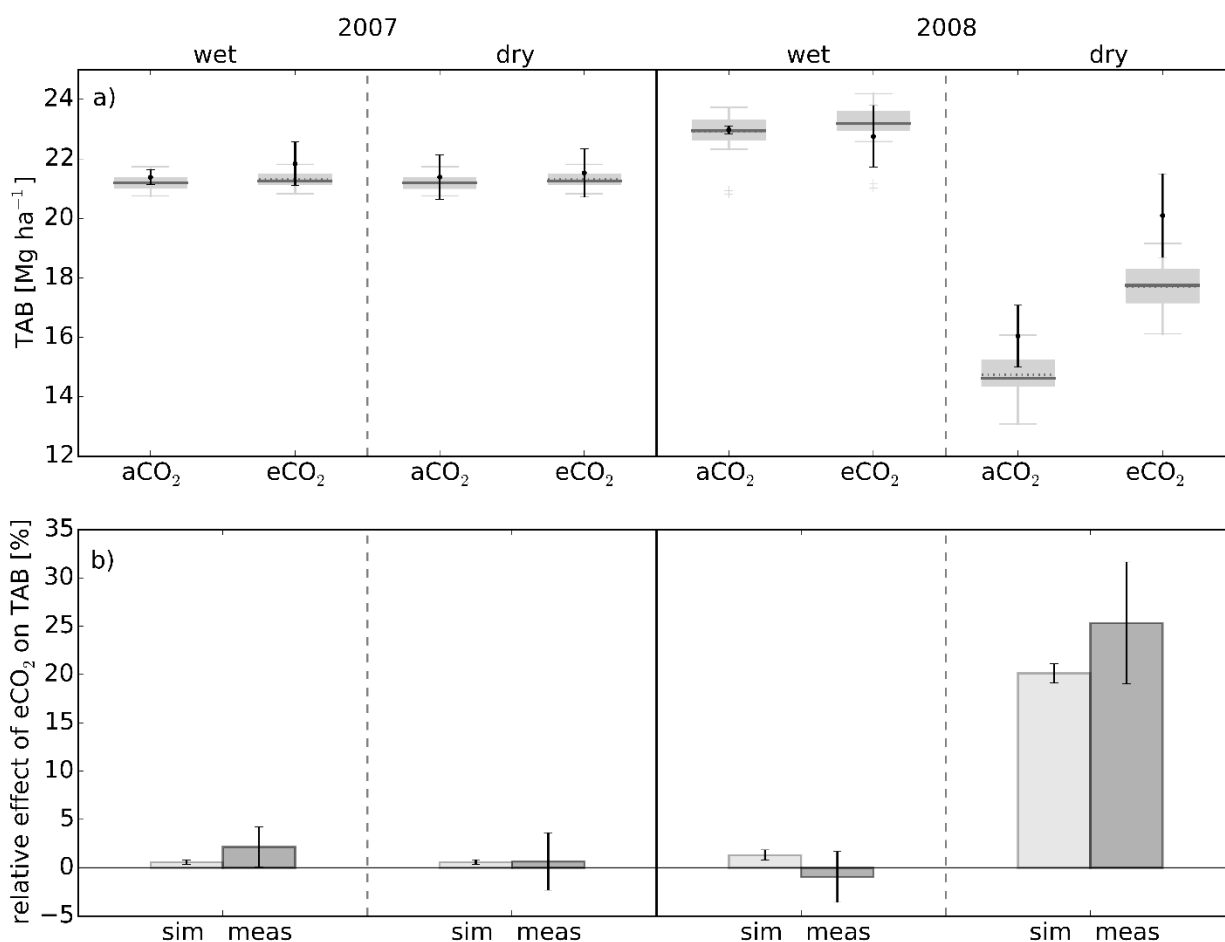 2007 2008
wet dry wet dry
a)
TAB [Mg ha⁻¹]
24
22
20
18
16
14
12
aCO₂ eCO₂ aCO₂ eCO₂ aCO₂ eCO₂ aCO₂ eCO₂
b)
relative effect of eCO₂ on TAB [%]
35
30
25
20
15
10
5
0
−5
sim meas sim meas sim meas sim meas